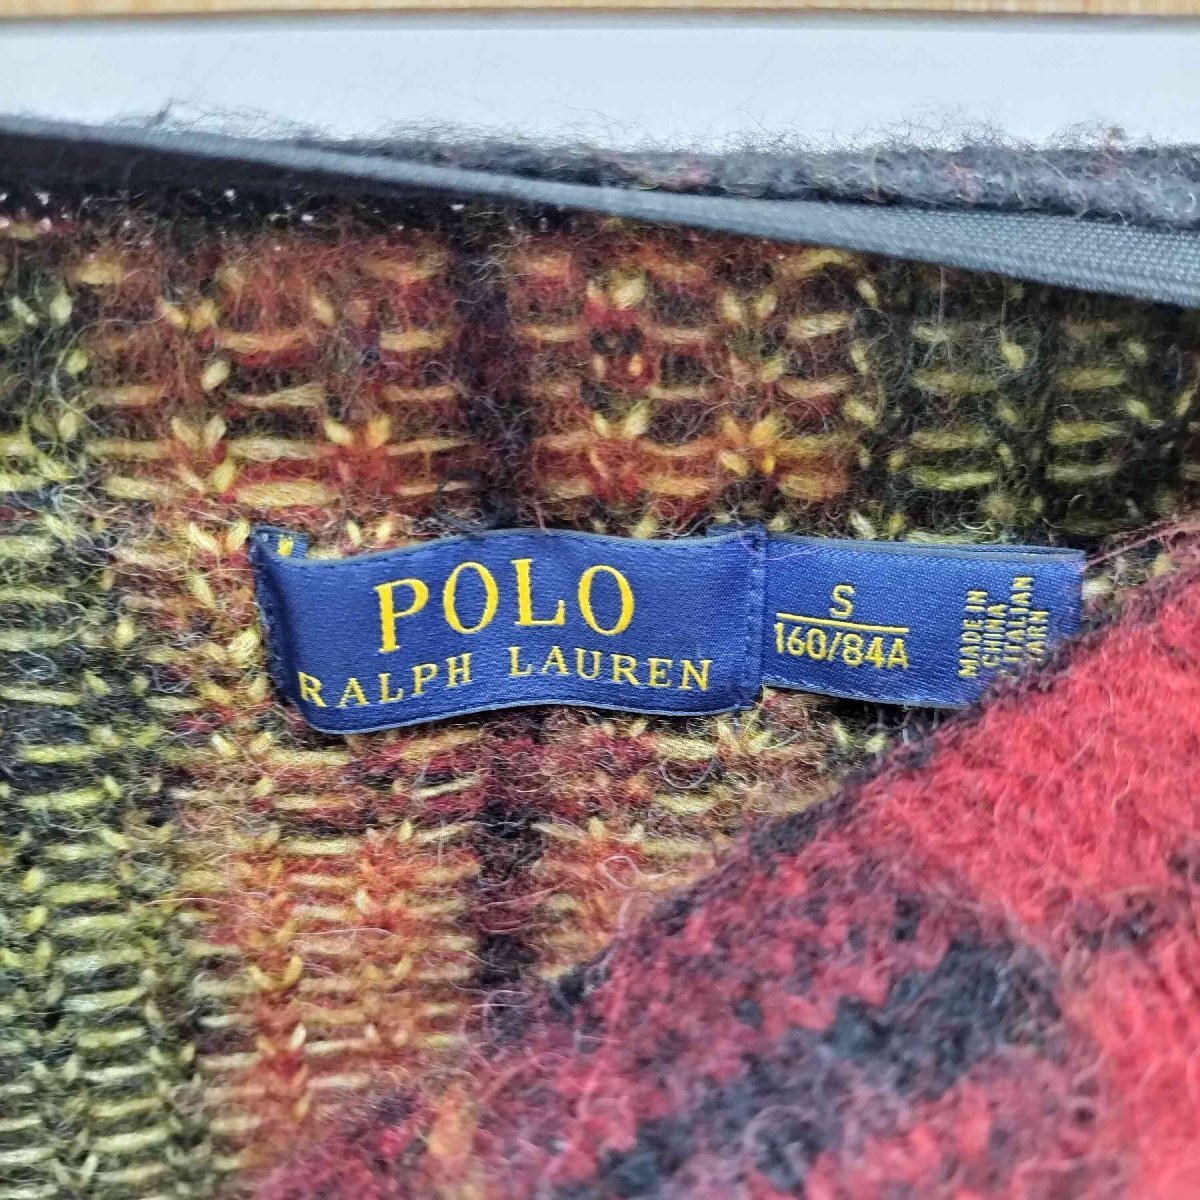 POLO
RALPH LAUREN
S
160/84A
MADE IN
CHINA
ITALIAN
YARN